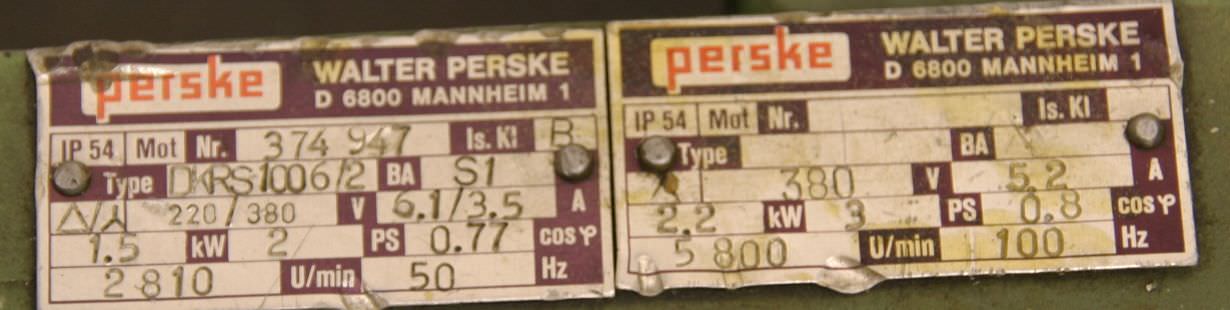 perske WALTER PERSKE
D 6800 MANNHEIM 1
IP 54 Mot Nr. 374 947 Is. Kl B
Type DKRS1006/2 BA S1
△/⅄ 220/380 V 6.1/3.5 A
1.5 kW 2 PS 0.77 cos φ
2810 U/min 50 Hz
perske WALTER PERSKE
D 6800 MANNHEIM 1
IP 54 Mot Nr. Is. Kl
Type BA
⅄ 380 V 5.2 A
2.2 kW 3 PS 0.8 cos φ
5800 U/min 100 Hz